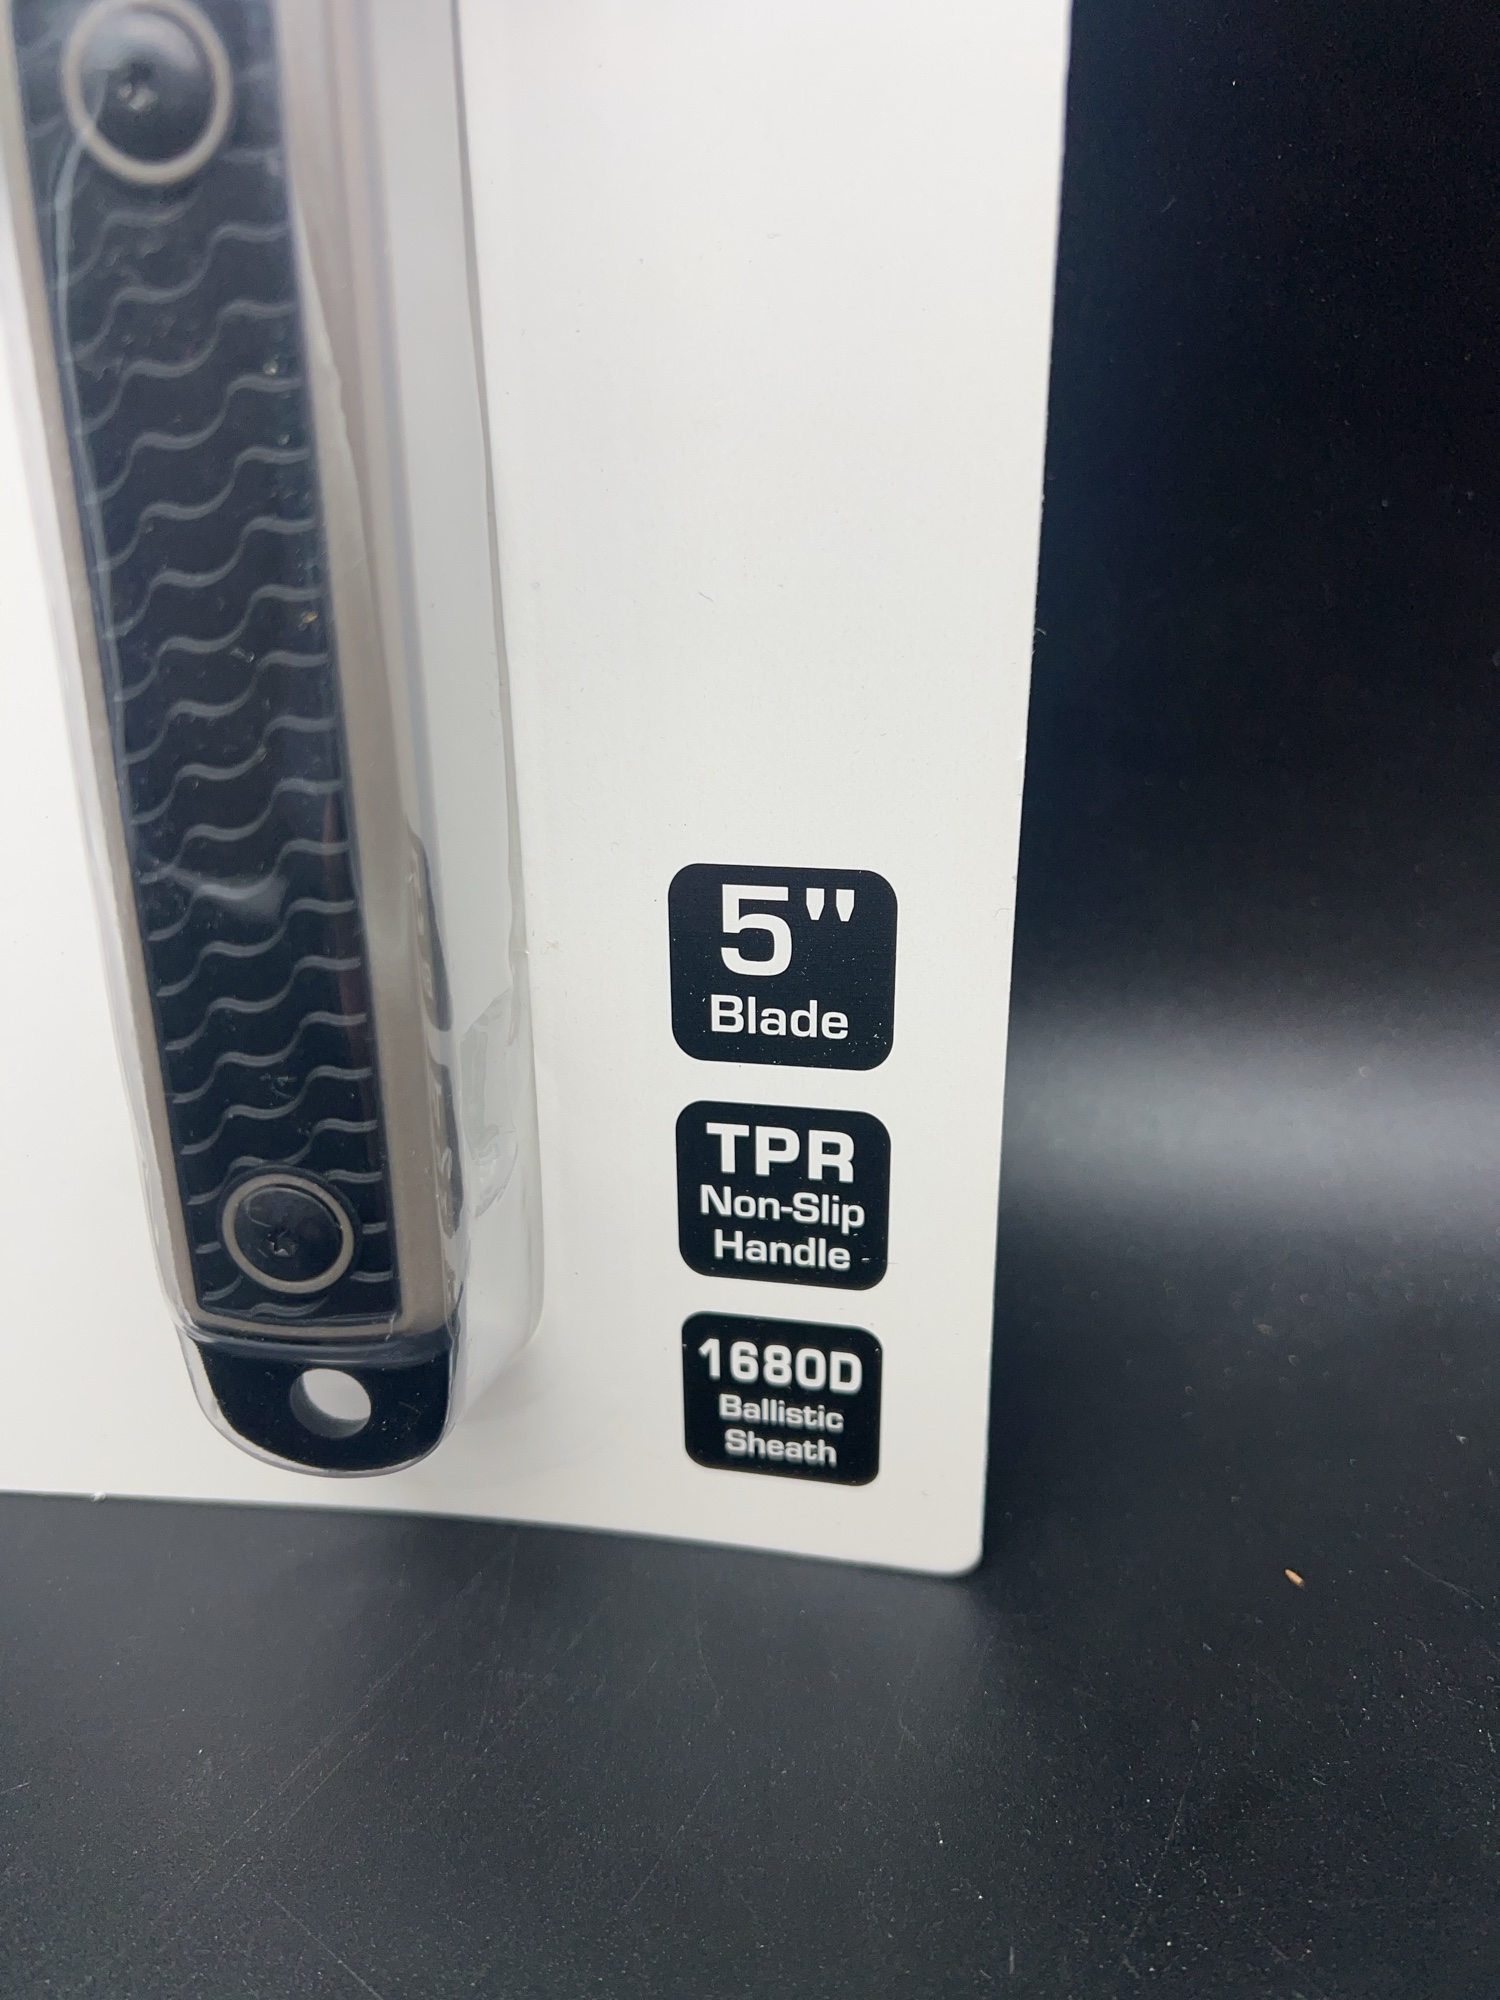 5"
Blade
TPR
Non-Slip
Handle
1680D
Ballistic
Sheath